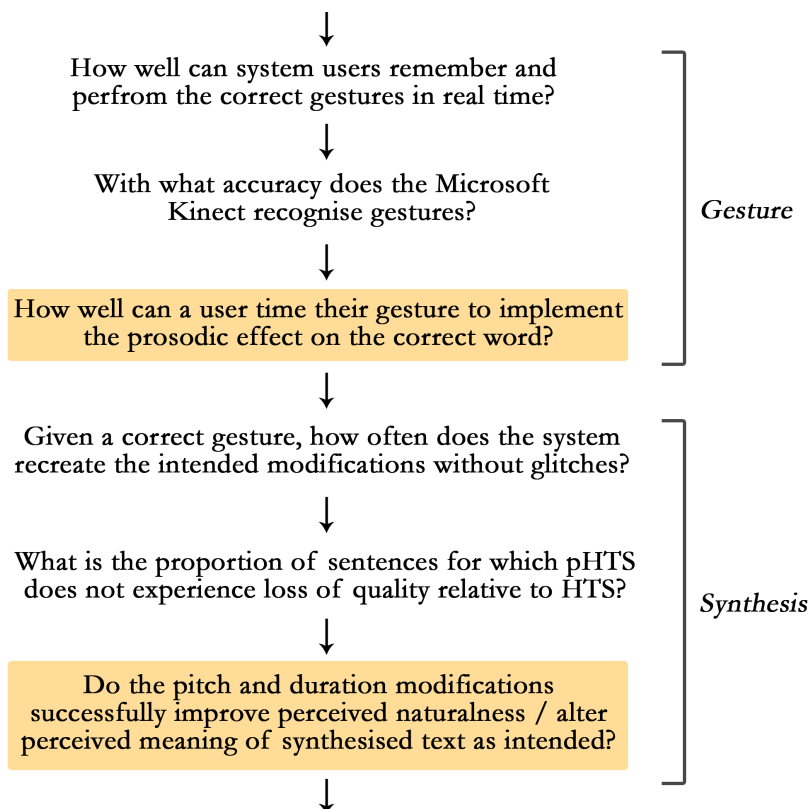 How well can system users remember and
perfrom the correct gestures in real time?
With what accuracy does the Microsoft
Kinect recognise gestures?
Gesture
How well can a user time their gesture to implement
the prosodic effect on the correct word?
Given a correct gesture, how often does the system
recreate the intended modifications without glitches?
What is the proportion of sentences for which pHTS
does not experience loss of quality relative to HTS?
Synthesis
Do the pitch and duration modifications
successfully improve perceived naturalness / alter
perceived meaning of synthesised text as intended?